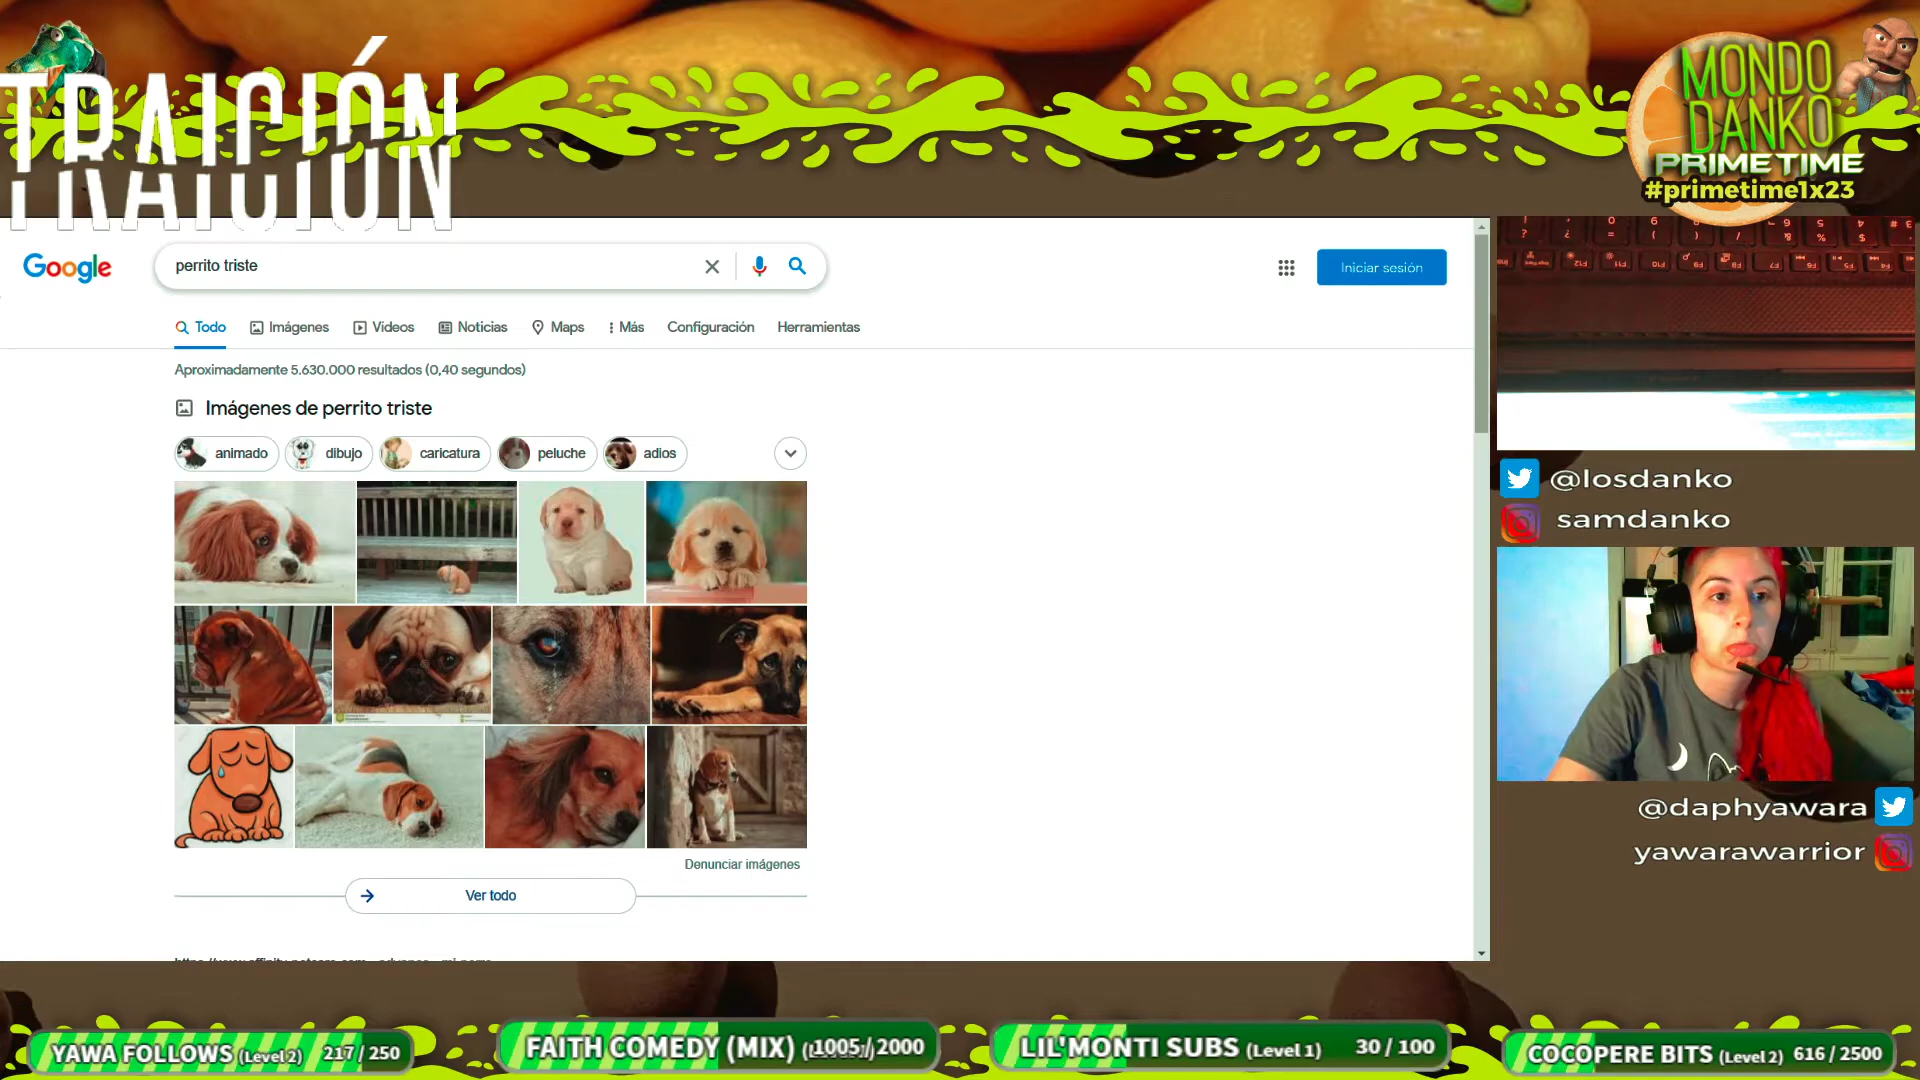 TRAICIÓN
MONDO
DANKO
PRIME TIME
#primetime1x23
Google
perrito triste
Iniciar sesión
Todo
Imágenes
Vídeos
Noticias
Maps
Más
Configuración
Herramientas
Aproximadamente 5.630.000 resultados (0,40 segundos)
Imágenes de perrito triste
animado
dibujo
caricatura
peluche
adios
Denunciar imágenes
Ver todo
@losdanko
samdanko
@daphyawara
yawarawarrior
YAWA FOLLOWS (Level 2) 217 / 250
FAITH COMEDY (MIX) 1005 / 2000
LIL'MONTI SUBS (Level 1) 30 / 100
COCOPERE BITS (Level 2) 616 / 2500